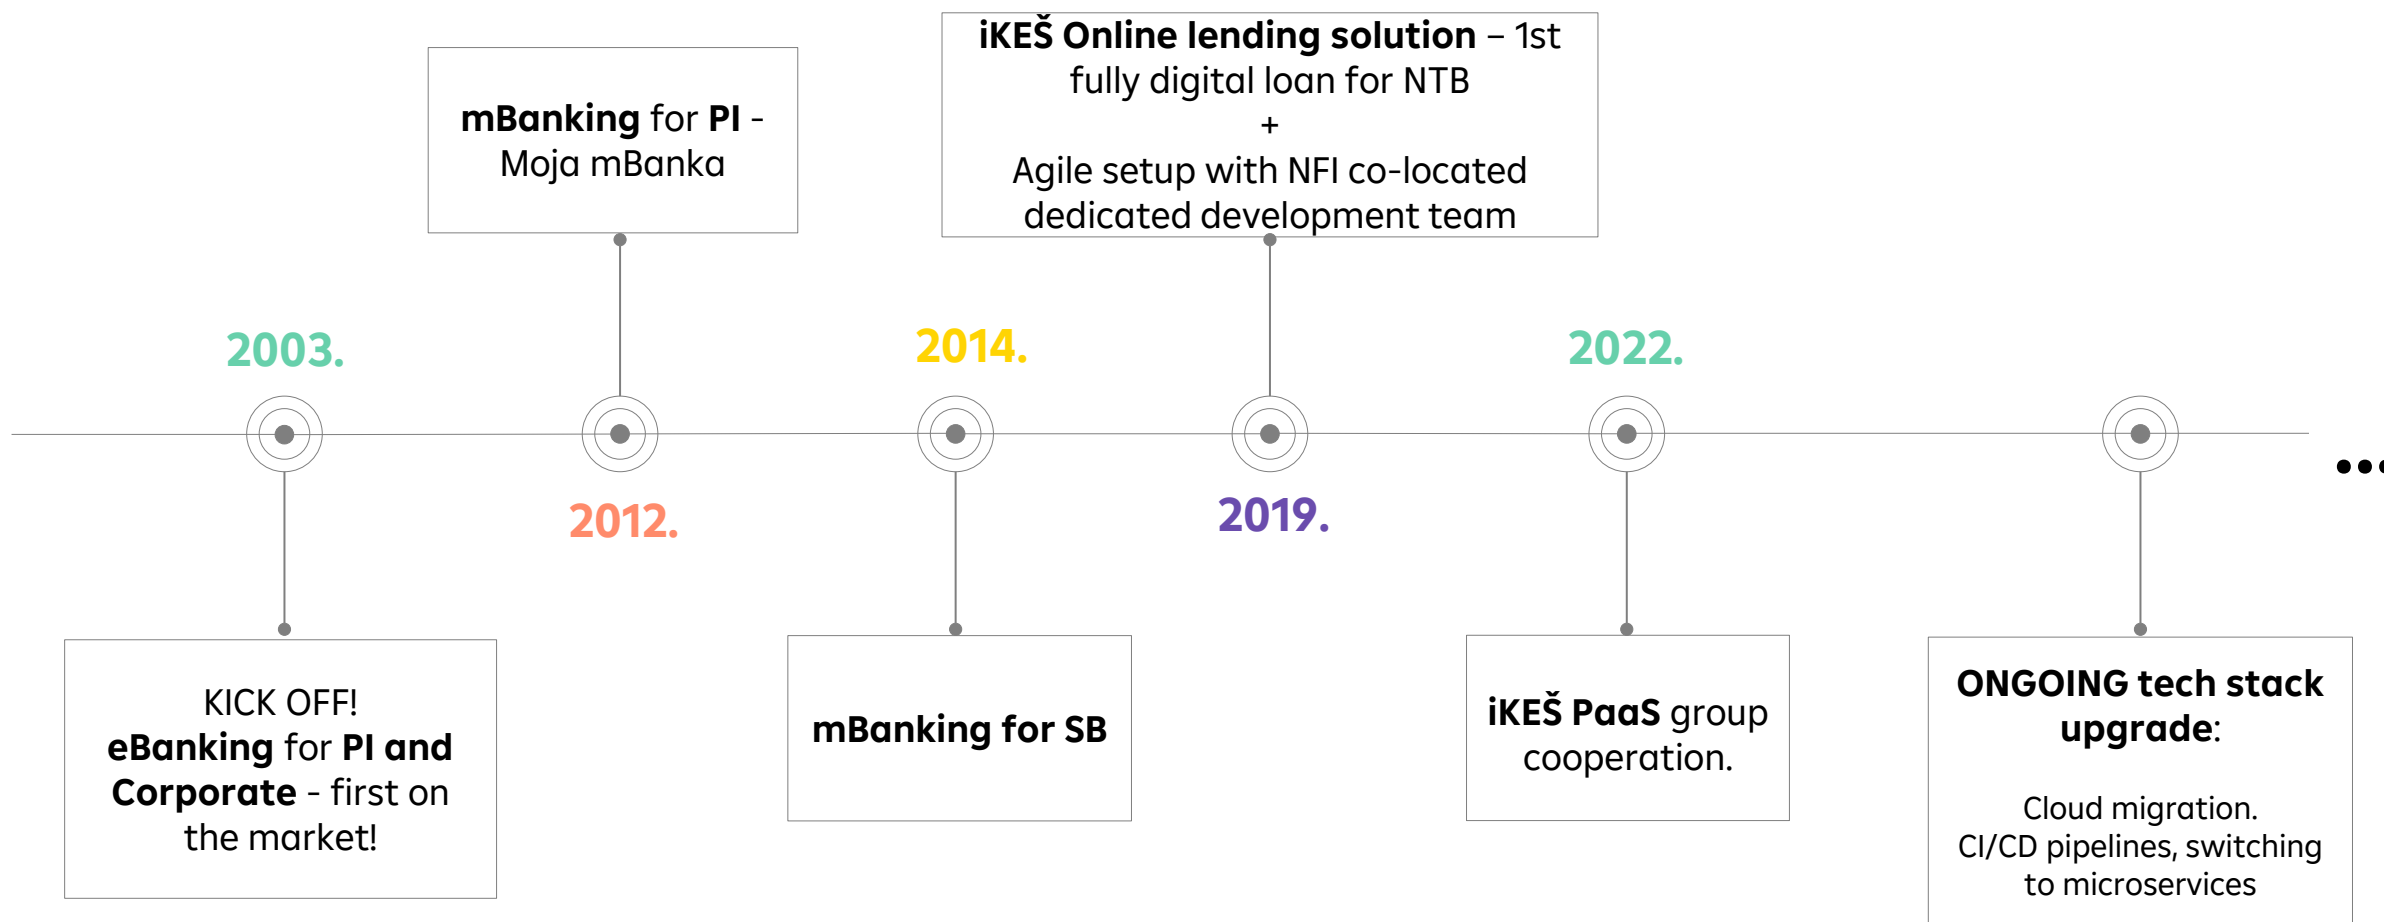 2003.
KICK OFF!
eBanking for PI and
Corporate - first on
the market!
mBanking for PI -
Moja mBanka
2012.
2014.
mBanking for SB
iKEŠ Online lending solution – 1st
fully digital loan for NTB
+
Agile setup with NFI co-located
dedicated development team
2019.
2022.
iKEŠ PaaS group
cooperation.
ONGOING tech stack
upgrade:
Cloud migration.
CI/CD pipelines, switching
to microservices
...